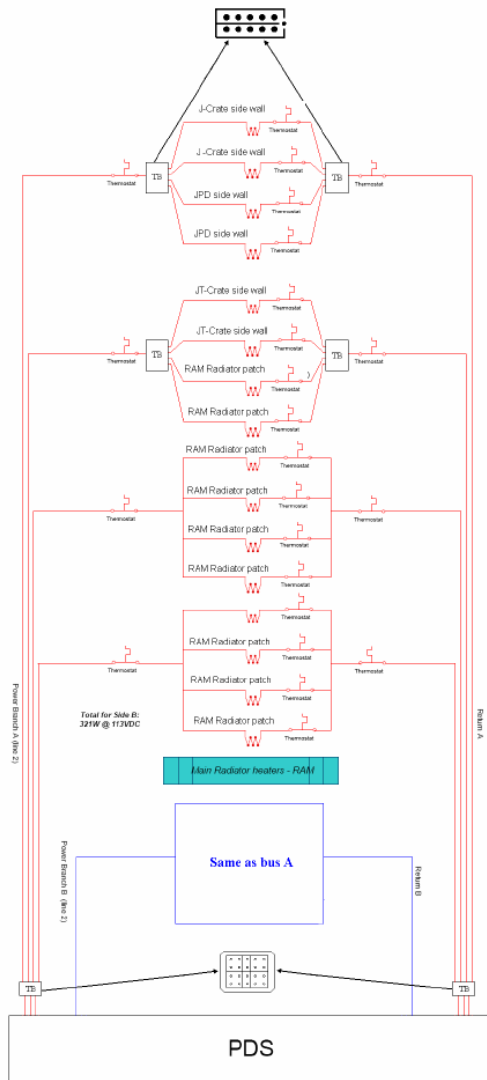 J-Crate side wall
Thermostat
Thermostat
TB
TB
Thermostat
J -Crate side wall
Thermostat
JPD side wall
Thermostat
JPD side wall
Thermostat
JT-Crate side wall
Thermostat
Thermostat
TB
TB
Thermostat
JT-Crate side wall
Thermostat
RAM Radiator patch
)
Thermostat
RAM Radiator patch
Thermostat
RAM Radiator patch
Thermostat
RAM Radiator patch
Thermostat
Thermostat
Thermostat
RAM Radiator patch
Thermostat
RAM Radiator patch
Thermostat
RAM Radiator patch
Thermostat
RAM Radiator patch
Thermostat
Thermostat
Thermostat
RAM Radiator patch
Thermostat
RAM Radiator patch
Thermostat
Power Branch A (line 2)
Return A
Total for Side B:
321W @ 113VDC
Main Radiator heaters - RAM
Same as bus A
Power Branch B (line 2)
Return B
TB
TB
PDS